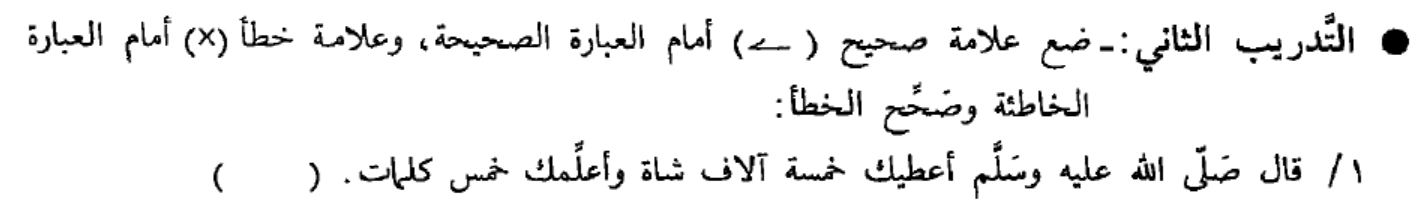 ● التَّدريب الثاني:ـ ضع علامة صحيح ( ✓ ) أمام العبارة الصحيحة، وعلامة خطأ (×) أمام العبارة
الخاطئة وصَحِّح الخطأ:
١/ قال صَلّى الله عليه وسَلَّم أعطيك خمسة آلاف شاة وأعلِّمك خمس كلمات. (      )